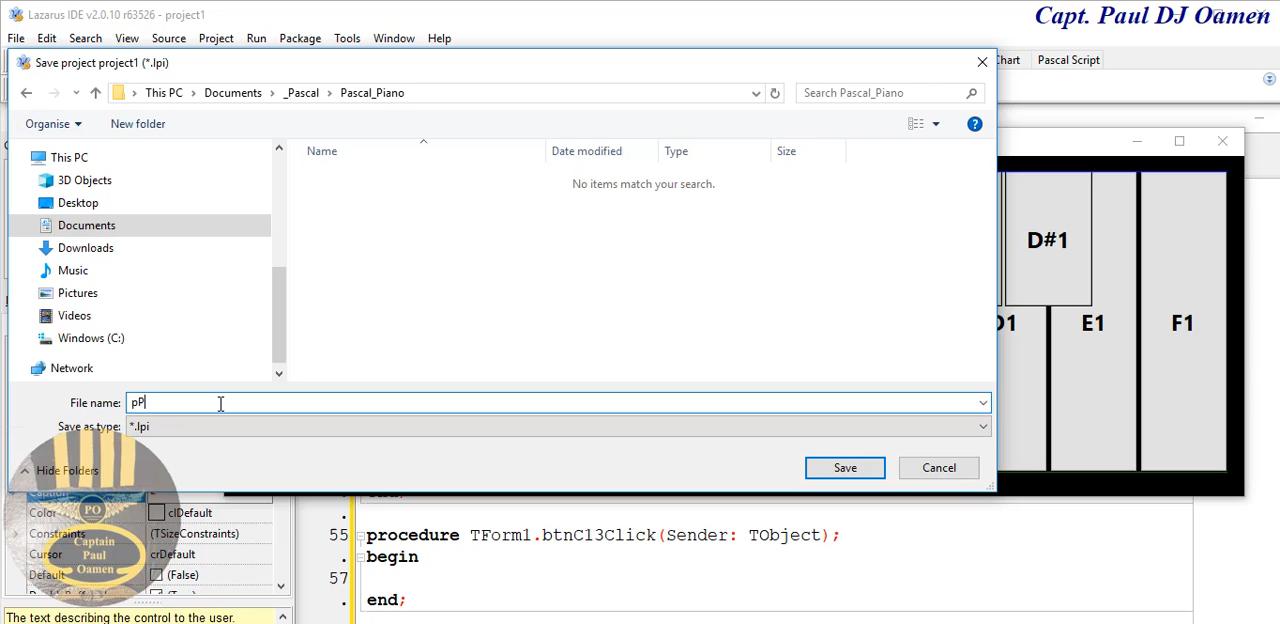 Lazarus IDE v2.0.10 r63526 - project1
Capt. Paul DJ Oamen
File Edit Search View Source Project Run Package Tools Window Help
Save project project1 (*.lpi)
Chart Pascal Script
This PC > Documents > _Pascal > Pascal_Piano
Search Pascal_Piano
Organise New folder
Name Date modified Type Size
No items match your search.
This PC
3D Objects
Desktop
Documents
Downloads
Music
Pictures
Videos
Windows (C:)
Network
D#1
D1 E1 F1
File name: pP
Save as type: *.lpi
Hide Folders
Save Cancel
Caption
Color clDefault
Constraints (TSizeConstraints)
Cursor crDefault
Default (False)
The text describing the control to the user.
PO
Captain
Paul
Oamen
55 procedure TForm1.btnC13Click(Sender: TObject);
. begin
57
. end;